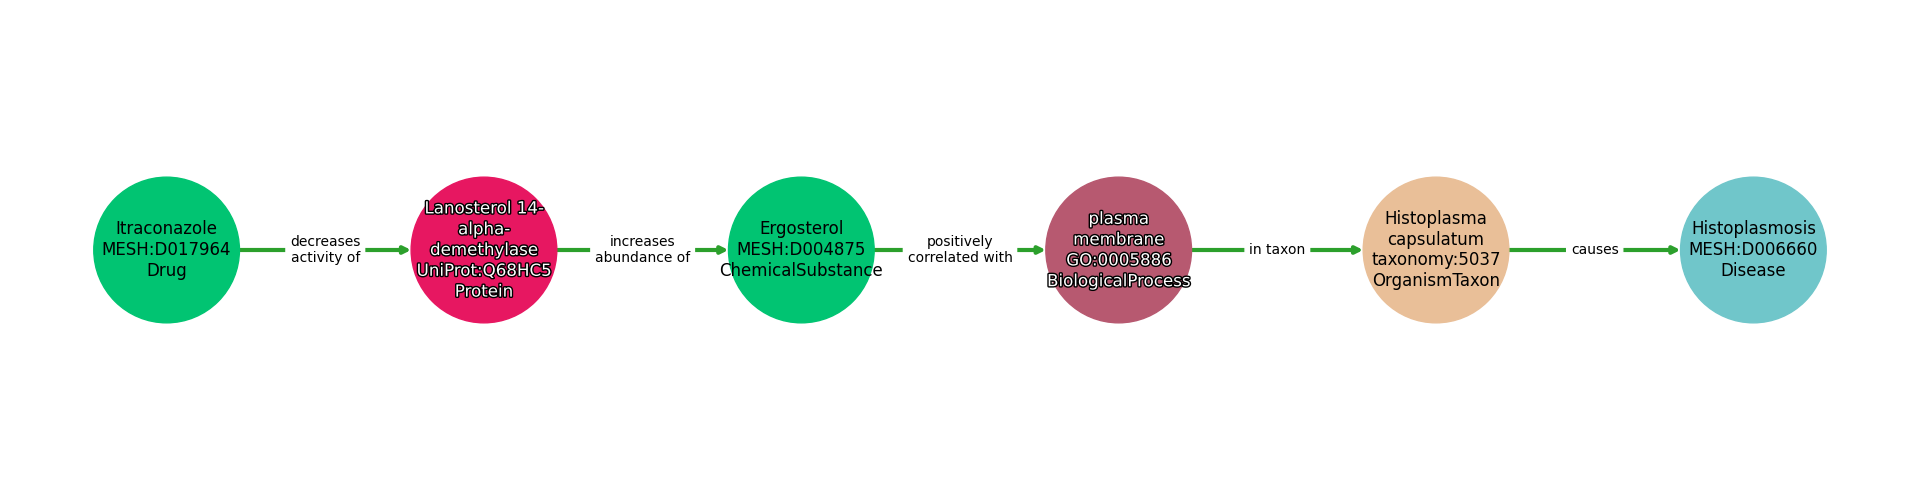 Itraconazole
MESH:D017964
Drug
decreases
activity of
Lanosterol 14-
alpha-
demethylase
UniProt:Q68HC5
Protein
increases
abundance of
Ergosterol
MESH:D004875
ChemicalSubstance
positively
correlated with
plasma
membrane
GO:0005886
BiologicalProcess
in taxon
Histoplasma
capsulatum
taxonomy:5037
OrganismTaxon
causes
Histoplasmosis
MESH:D006660
Disease